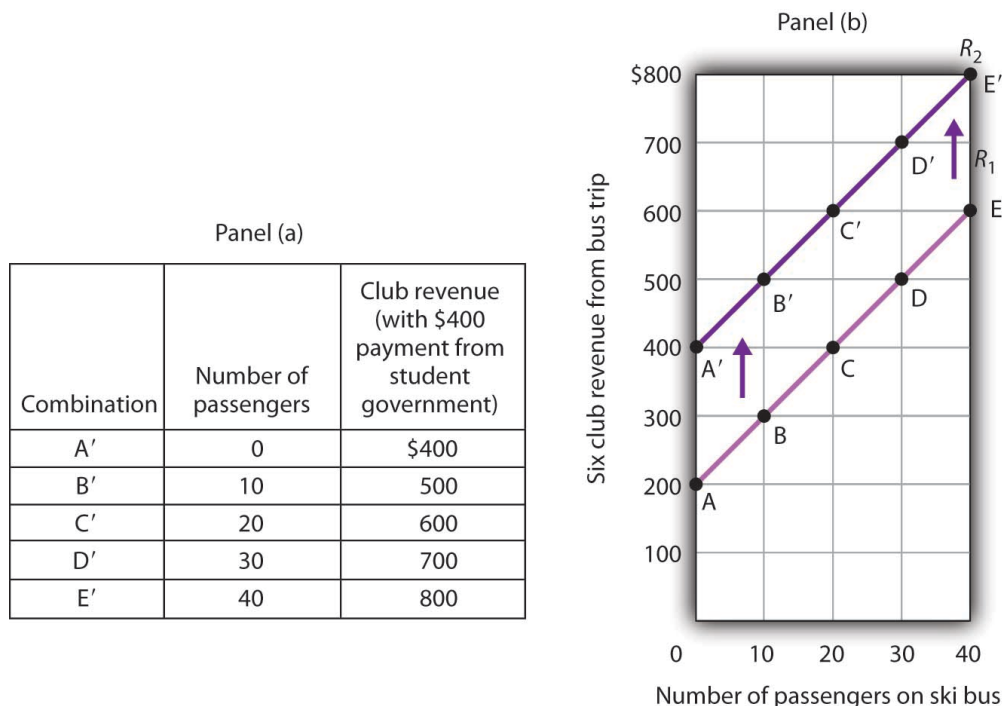 Panel (a)
Combination
Number of
passengers
Club revenue
(with $400
payment from
student
government)
A′ 0 $400
B′ 10 500
C′ 20 600
D′ 30 700
E′ 40 800
Panel (b)
R2
$800
E′
700
D′
R1
600
E
C′
500
B′
D
400
A′
C
300
B
200
A
100
0 10 20 30 40
Six club revenue from bus trip
Number of passengers on ski bus